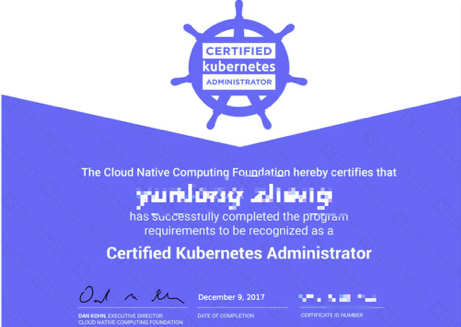 CERTIFIED
kubernetes
ADMINISTRATOR
The Cloud Native Computing Foundation hereby certifies that
has successfully completed the program
requirements to be recognized as a
Certified Kubernetes Administrator
December 9, 2017
DAN KOHN, EXECUTIVE DIRECTOR
CLOUD NATIVE COMPUTING FOUNDATION
DATE OF COMPLETION
CERTIFICATE ID NUMBER